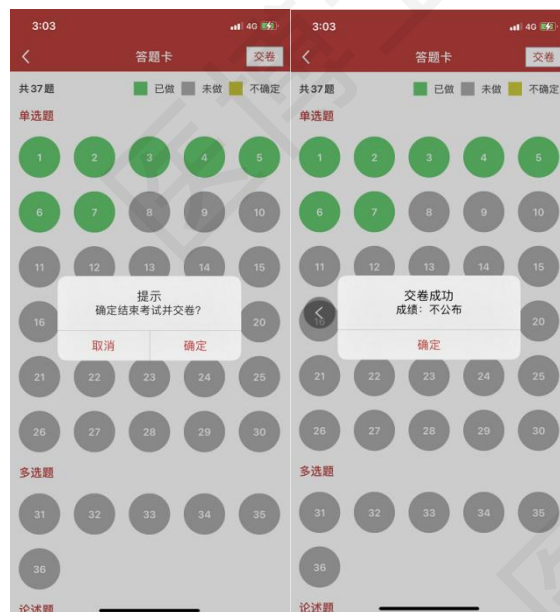 3:03
4G
答题卡
交卷
共37题
已做
未做
不确定
单选题
1 2 3 4 5
6 7 8 9 10
11 12 13 14 15
提示
确定结束考试并交卷?
16 20
取消 确定
21 22 23 24 25
26 27 28 29 30
多选题
31 32 33 34 35
36
论述题
3:03
4G
答题卡
交卷
共37题
已做
未做
不确定
单选题
1 2 3 4 5
6 7 8 9 10
11 12 13 14 15
交卷成功
成绩：不公布
20
确定
21 22 23 24 25
26 27 28 29 30
多选题
31 32 33 34 35
36
论述题